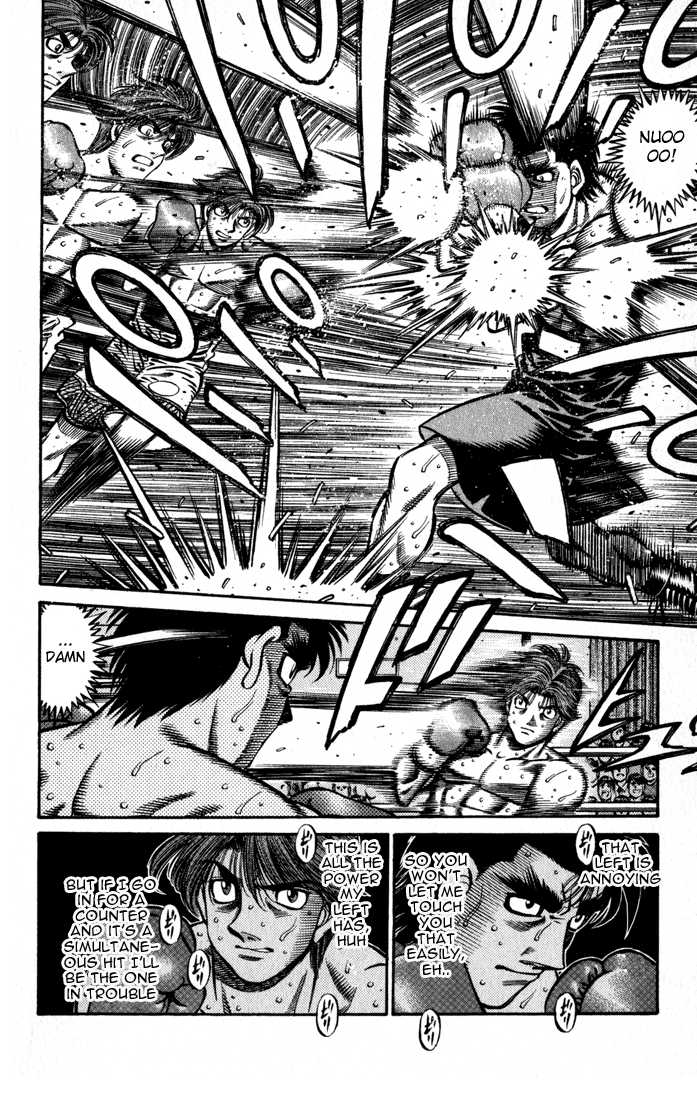 NUOO
OO!
...
DAMN
THAT
LEFT IS
ANNOYING
SO YOU
WON'T
LET ME
TOUCH
YOU
THAT
EASILY,
EH..
THIS IS
ALL THE
POWER
MY
LEFT
HAS,
HUH
BUT IF I GO
IN FOR A
COUNTER
AND IT'S A
SIMULTANE-
OUS HIT I'LL
BE THE ONE
IN TROUBLE